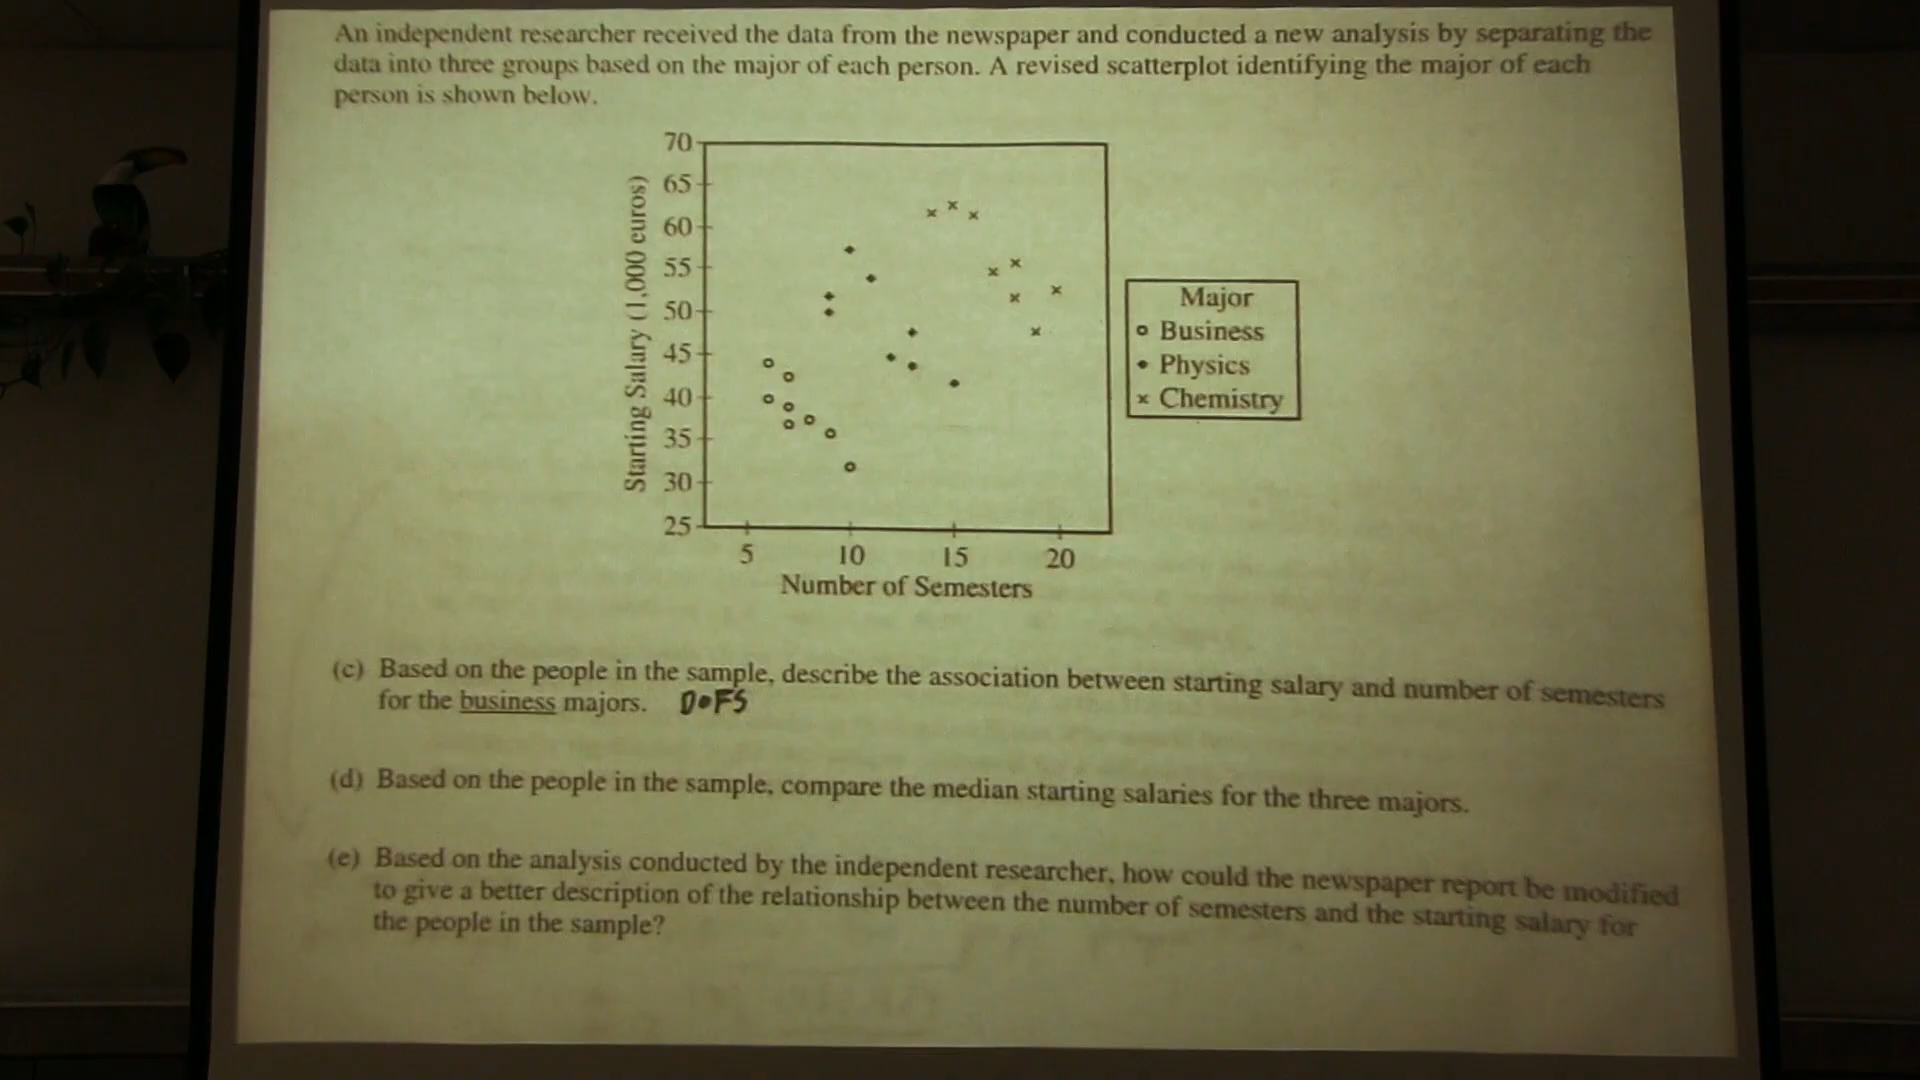 An independent researcher received the data from the newspaper and conducted a new analysis by separating the
data into three groups based on the major of each person. A revised scatterplot identifying the major of each
person is shown below.
70
65
60
55
50
45
40
35
30
25
Starting Salary (1,000 euros)
5 10 15 20
Number of Semesters
Major
Business
Physics
Chemistry
(c) Based on the people in the sample, describe the association between starting salary and number of semesters
for the business majors. DOFS
(d) Based on the people in the sample, compare the median starting salaries for the three majors.
(e) Based on the analysis conducted by the independent researcher, how could the newspaper report be modified
to give a better description of the relationship between the number of semesters and the starting salary for
the people in the sample?